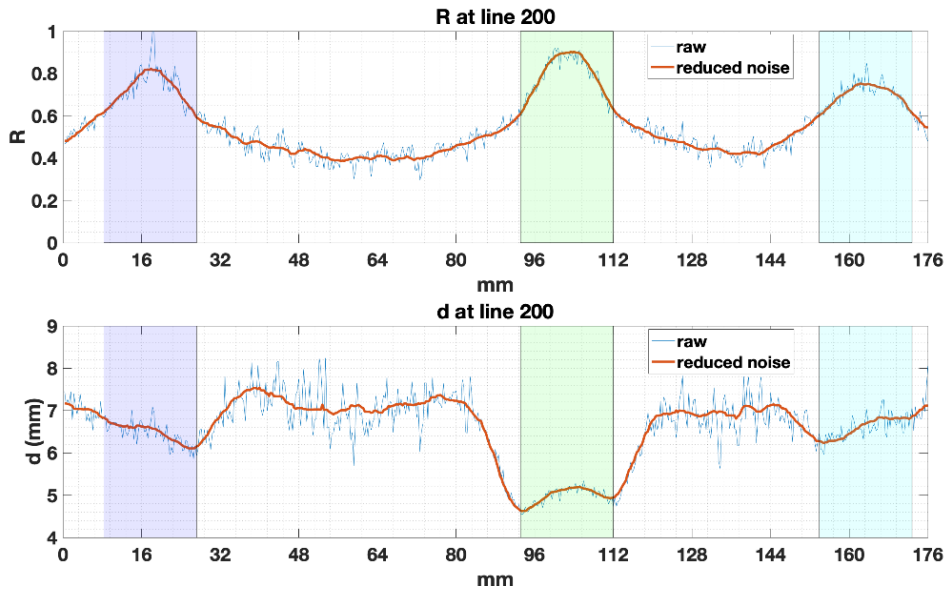 R at line 200
1
0.8
0.6
0.4
0.2
0
R
raw
reduced noise
0 16 32 48 64 80 96 112 128 144 160 176
mm
d at line 200
9
8
7
6
5
4
d (mm)
raw
reduced noise
0 16 32 48 64 80 96 112 128 144 160 176
mm